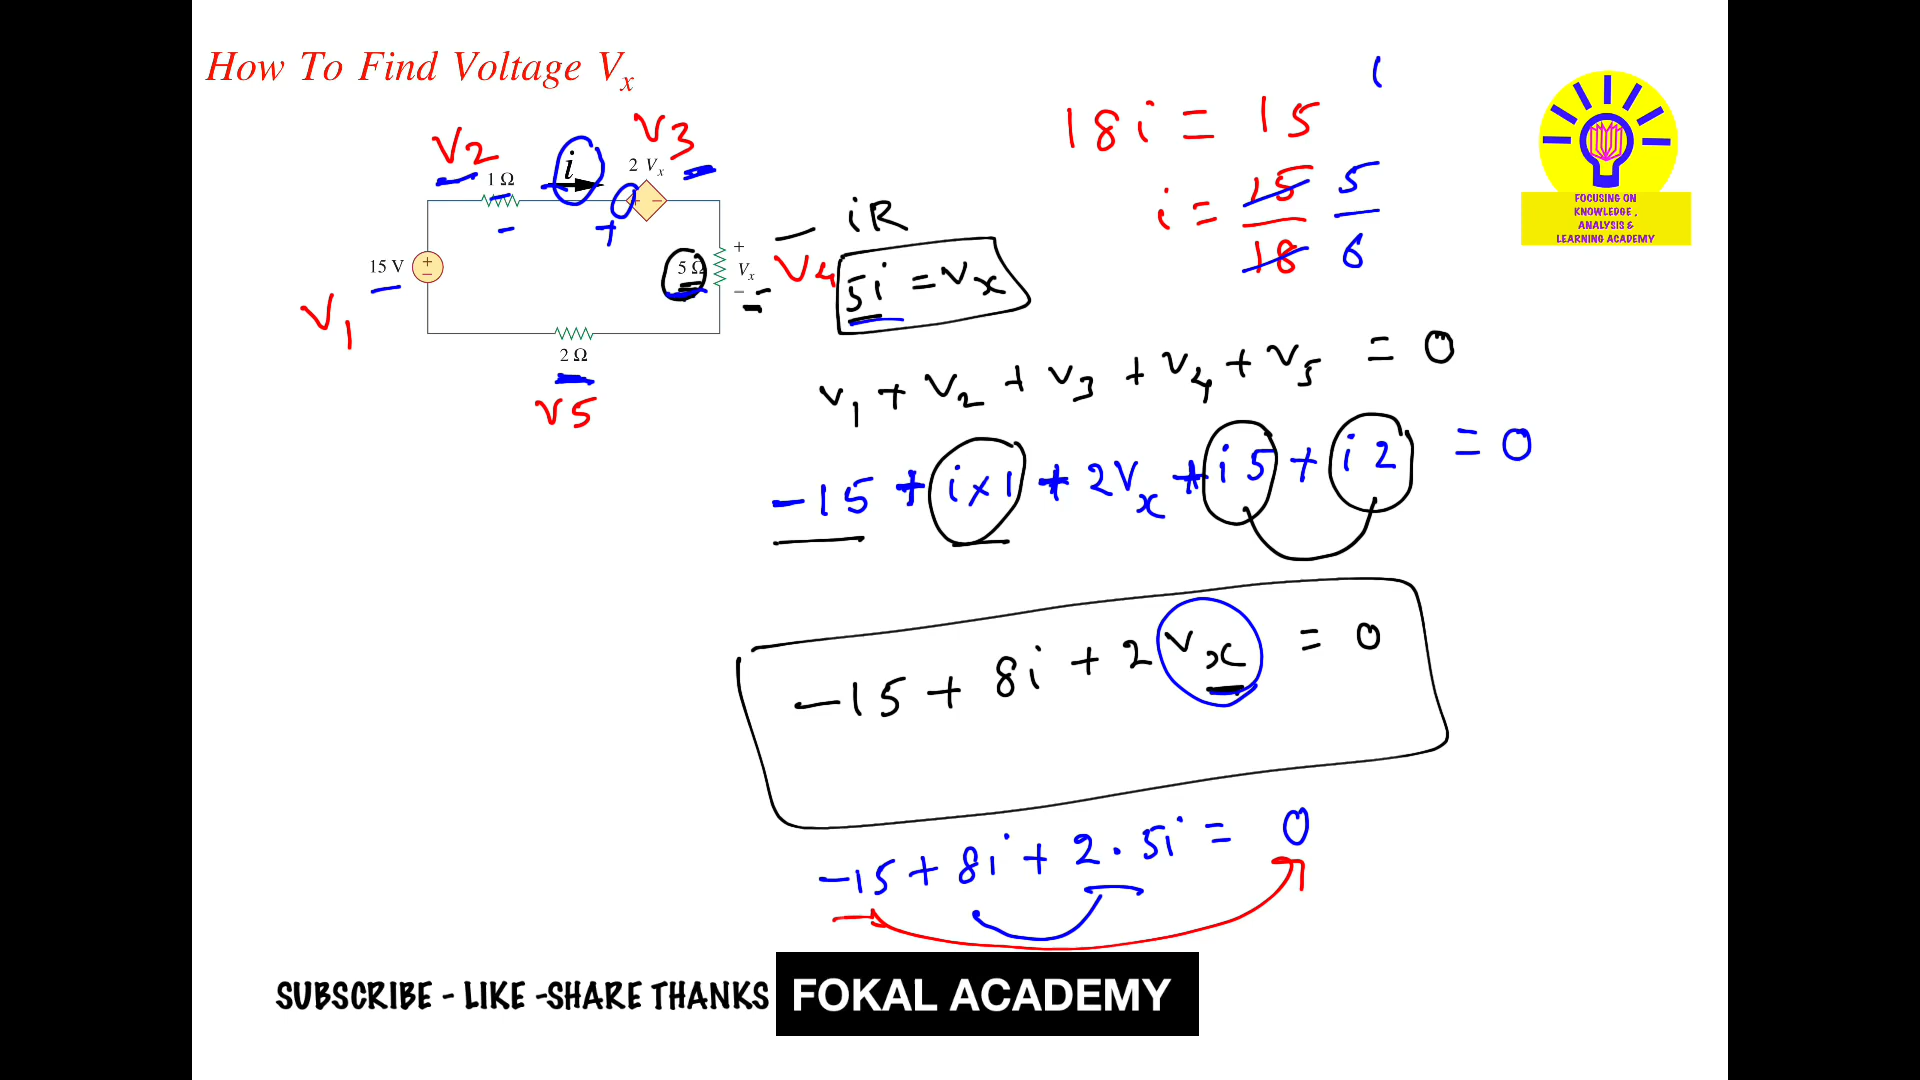 How To Find Voltage Vx
V2
V3
i
2 Vx
1 Ω
+ −
-
+
15 V
+
−
V1
5 Ω
+
Vx
−
-
V4
2 Ω
V5
iR
5i = Vx
18i = 15
i = 15/18 5/6
(
FOCUSING ON
KNOWLEDGE ,
ANALYSIS &
LEARNING ACADEMY
V1 + V2 + V3 + V4 + V5 = 0
-15 + i×1 + 2Vx + i5 + i2 = 0
-15 + 8i + 2Vx = 0
-15 + 8i + 2·5i = 0
SUBSCRIBE - LIKE -SHARE THANKS FOKAL ACADEMY